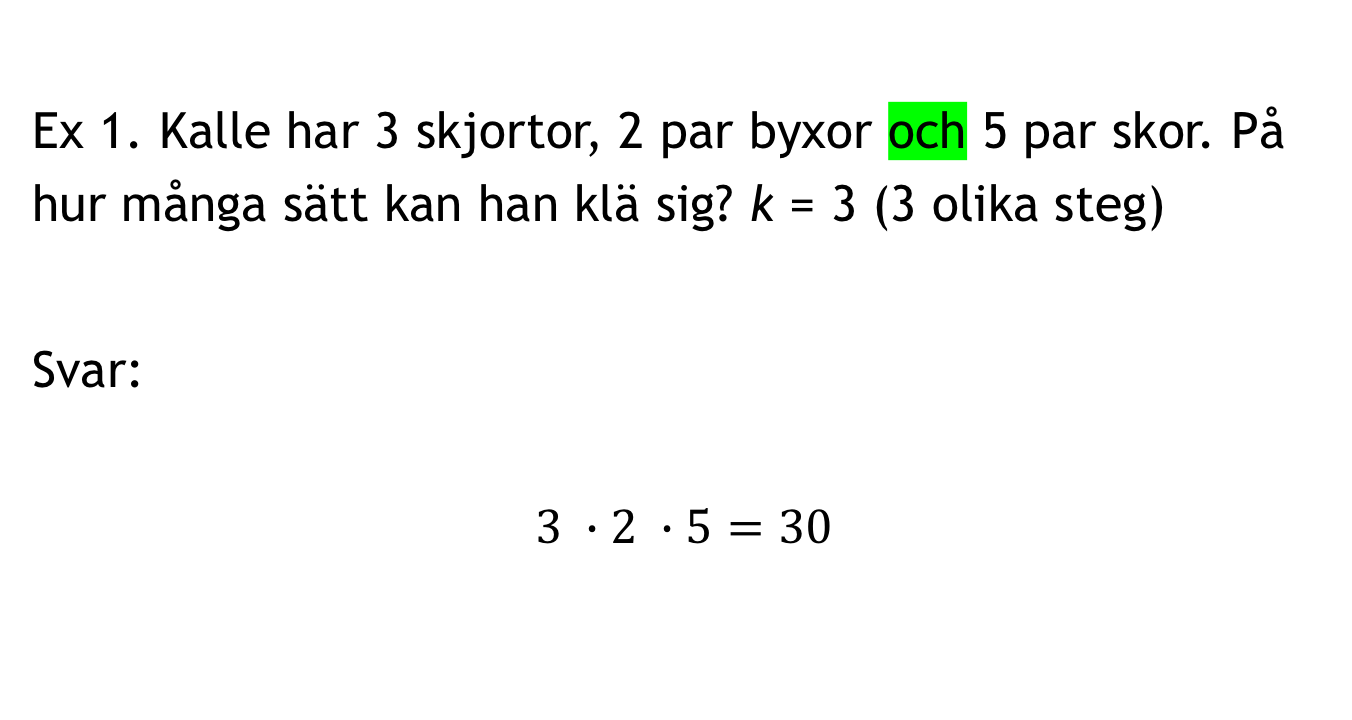 Ex 1. Kalle har 3 skjortor, 2 par byxor och 5 par skor. På
hur många sätt kan han klä sig? k = 3 (3 olika steg)
Svar:
3 · 2 · 5 = 30